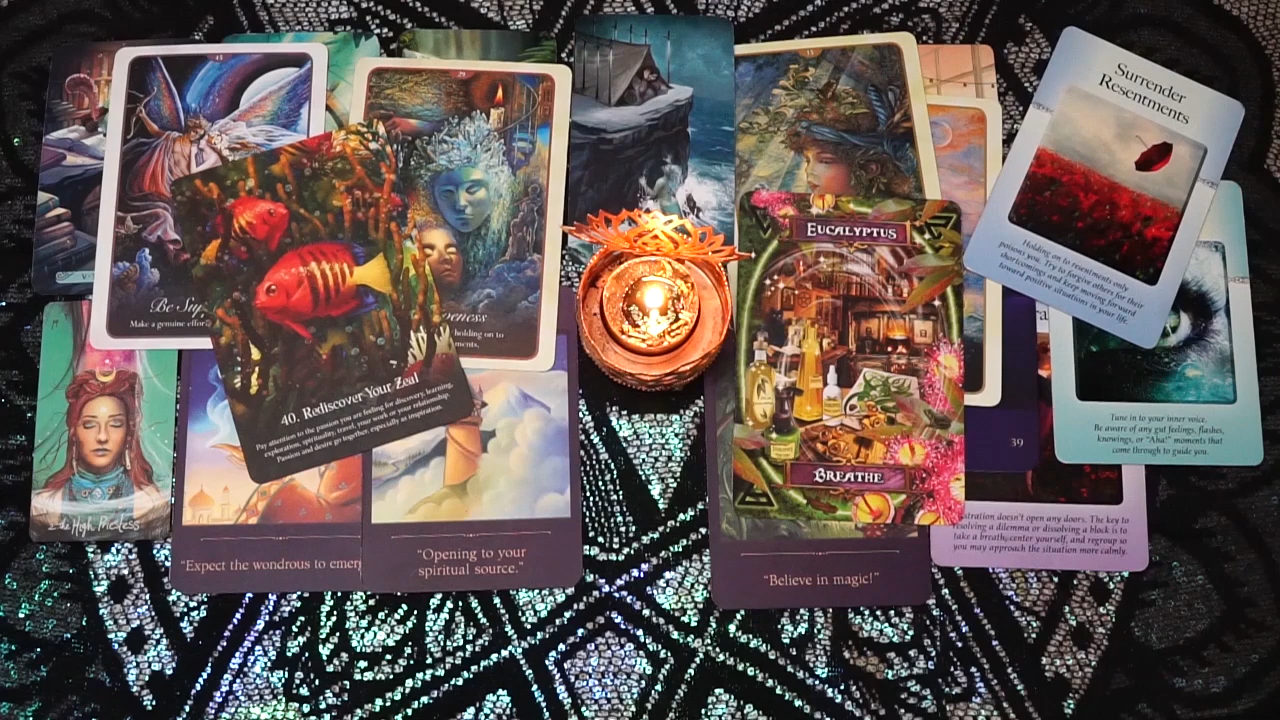 43
Be
Make a genuine
29
holding on to
40. Rediscover Your Zeal
Pay attention to the passion you are feeling for discovery, learning,
exploration, spirituality, travel, your work or your relationship.
Passion and desire go together, especially as inspiration.
the High Priestess
"Expect the wondrous to
"Opening to your
spiritual source."
EUCALYPTUS
BREATHE
"Believe in magic!"
Surrender
Resentments
Holding on to resentments only
poisons you. Try to forgive others for their
shortcomings and keep moving forward
toward positive situations in your life.
Tune in to your inner voice.
Be aware of any gut feelings, flashes,
knowings, or "Aha!" moments that
come through to guide you.
39
doesn't open any doors. The key to
resolving a dilemma or dissolving a block is to
take a breath, center yourself, and regroup so
you may approach the situation more calmly.